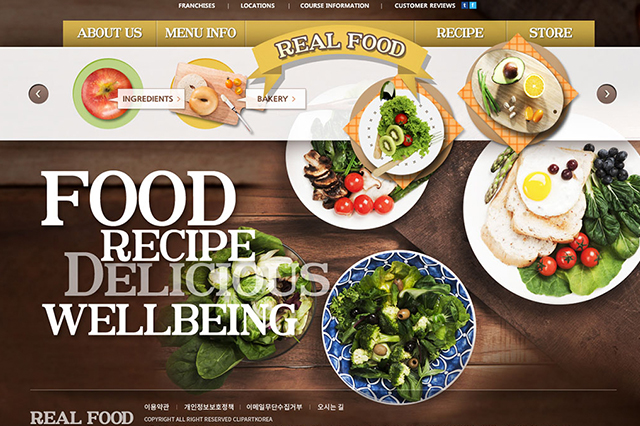 FRANCHISES | LOCATIONS | COURSE INFORMATION | CUSTOMER REVIEWS t f
ABOUT US MENU INFO REAL FOOD RECIPE STORE
INGREDIENTS > BAKERY >
FOOD
RECIPE
DELICIOUS
WELLBEING
REAL FOOD
이용약관 | 개인정보보호정책 | 이메일무단수집거부 | 오시는 길
COPYRIGHT ALL RIGHT RESERVED CLIPARTKOREA